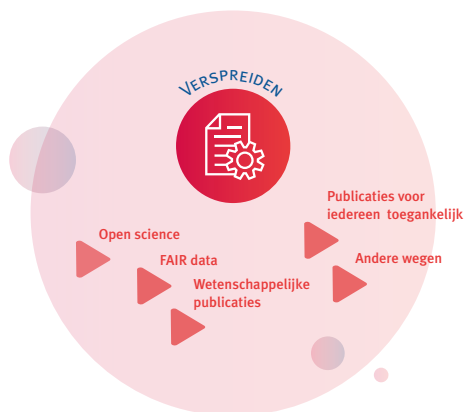 VERSPREIDEN
Open science
FAIR data
Wetenschappelijke
publicaties
Publicaties voor
iedereen toegankelijk
Andere wegen